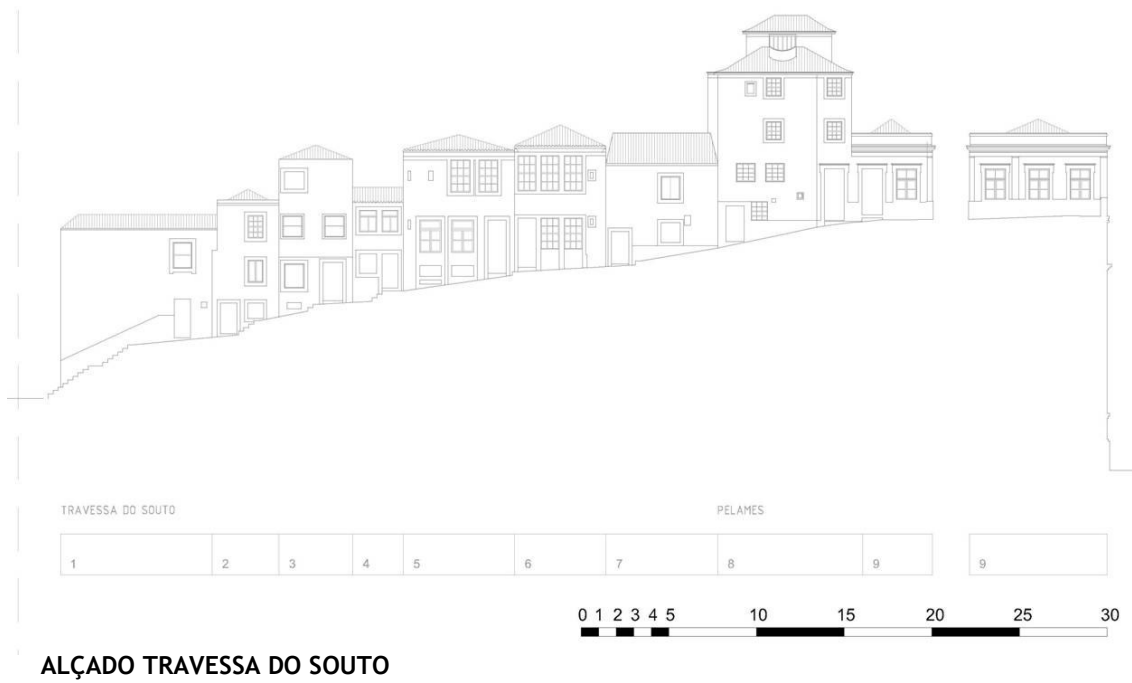 TRAVESSA DO SOUTO PELAMES
1 2 3 4 5 6 7 8 9 9
0 1 2 3 4 5 10 15 20 25 30
ALÇADO TRAVESSA DO SOUTO